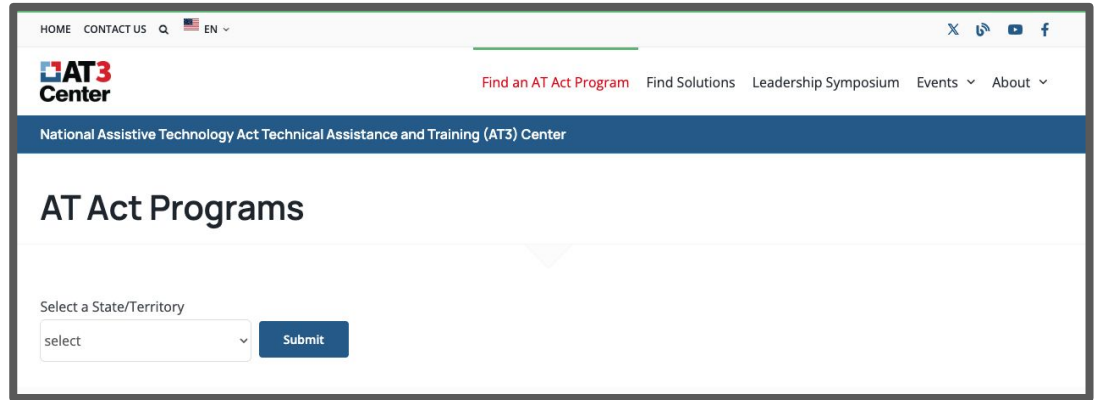 HOME CONTACT US EN
AT3
Center
Find an AT Act Program Find Solutions Leadership Symposium Events About
National Assistive Technology Act Technical Assistance and Training (AT3) Center
AT Act Programs
Select a State/Territory
select
Submit